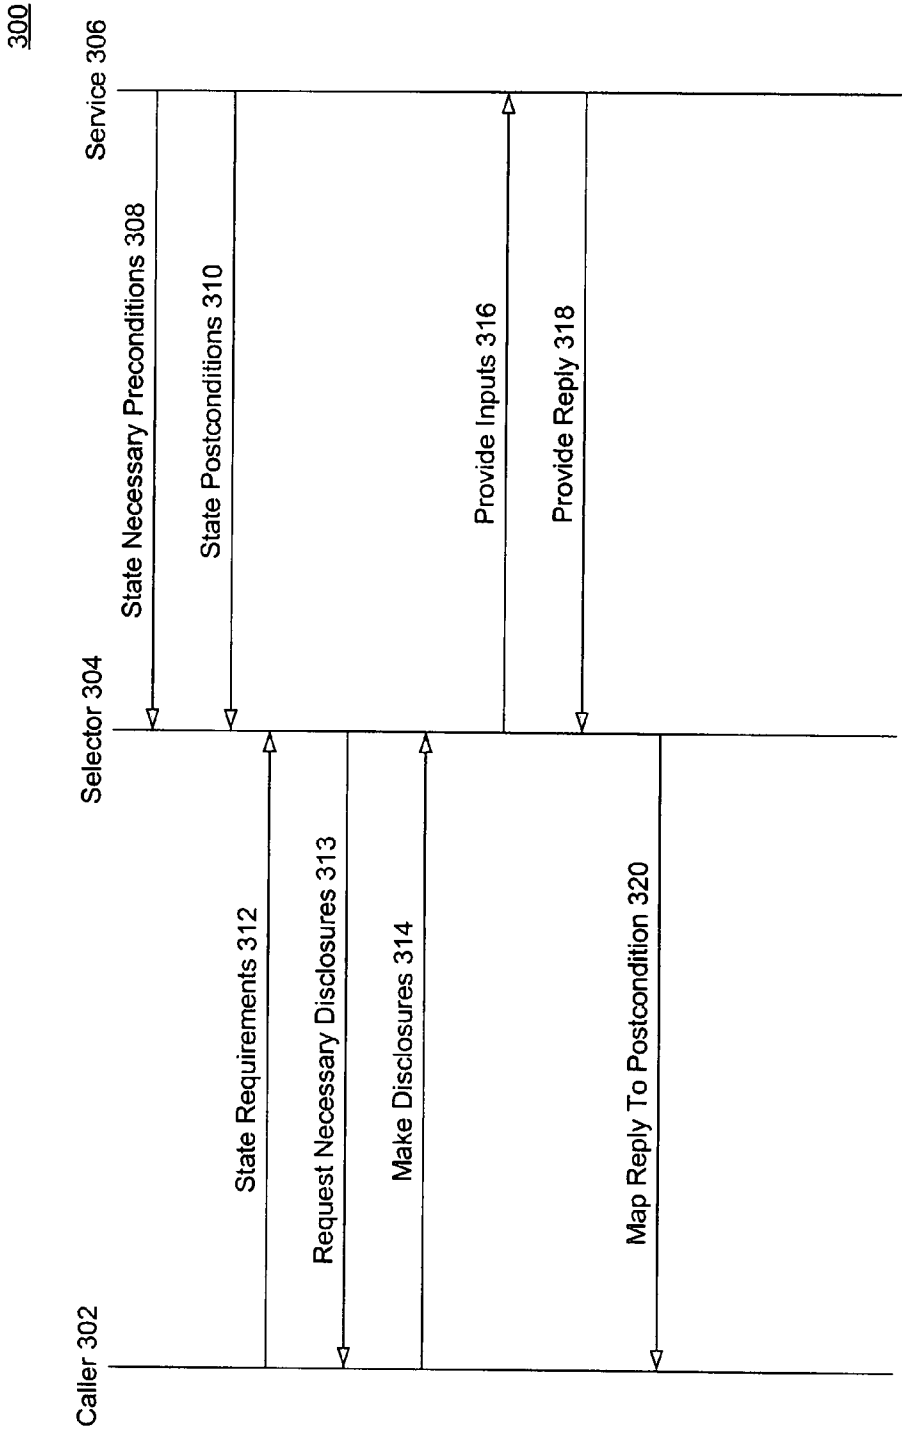 300
Caller 302
Selector 304
Service 306
State Necessary Preconditions 308
State Postconditions 310
State Requirements 312
Request Necessary Disclosures 313
Make Disclosures 314
Provide Inputs 316
Provide Reply 318
Map Reply To Postcondition 320